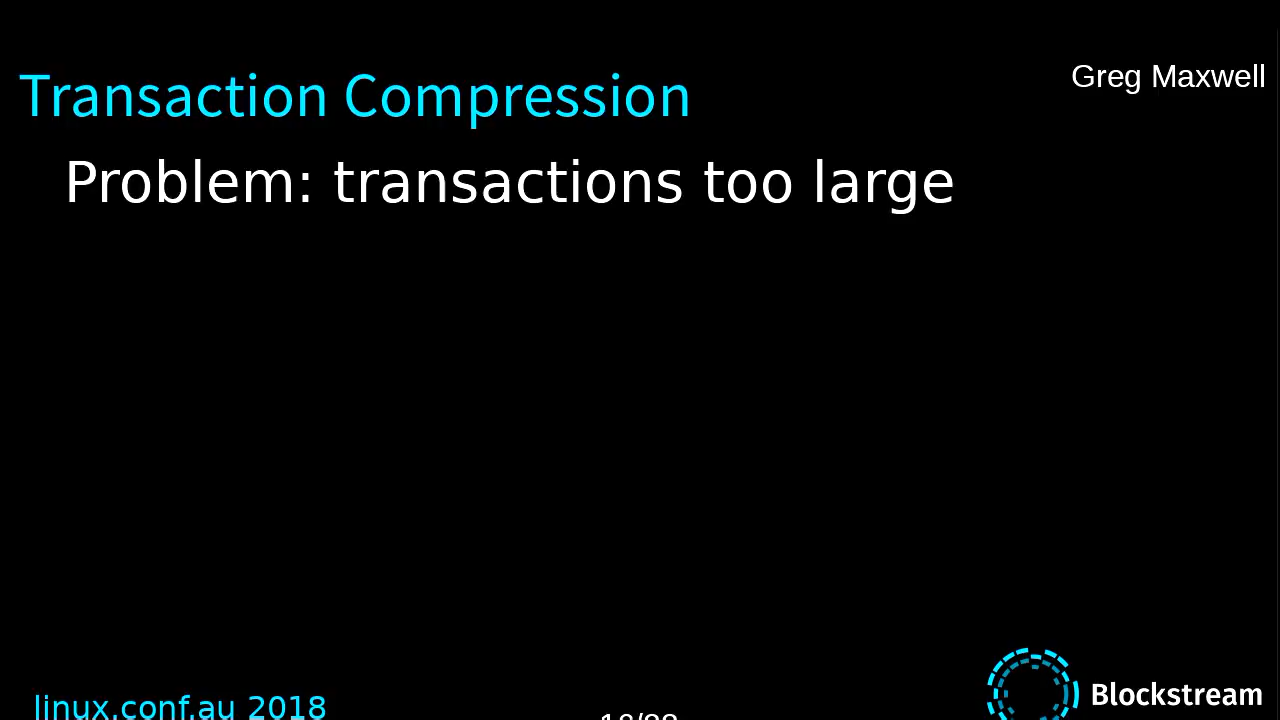 Greg Maxwell
Transaction Compression
Problem: transactions too large
linux.conf.au 2018
Blockstream